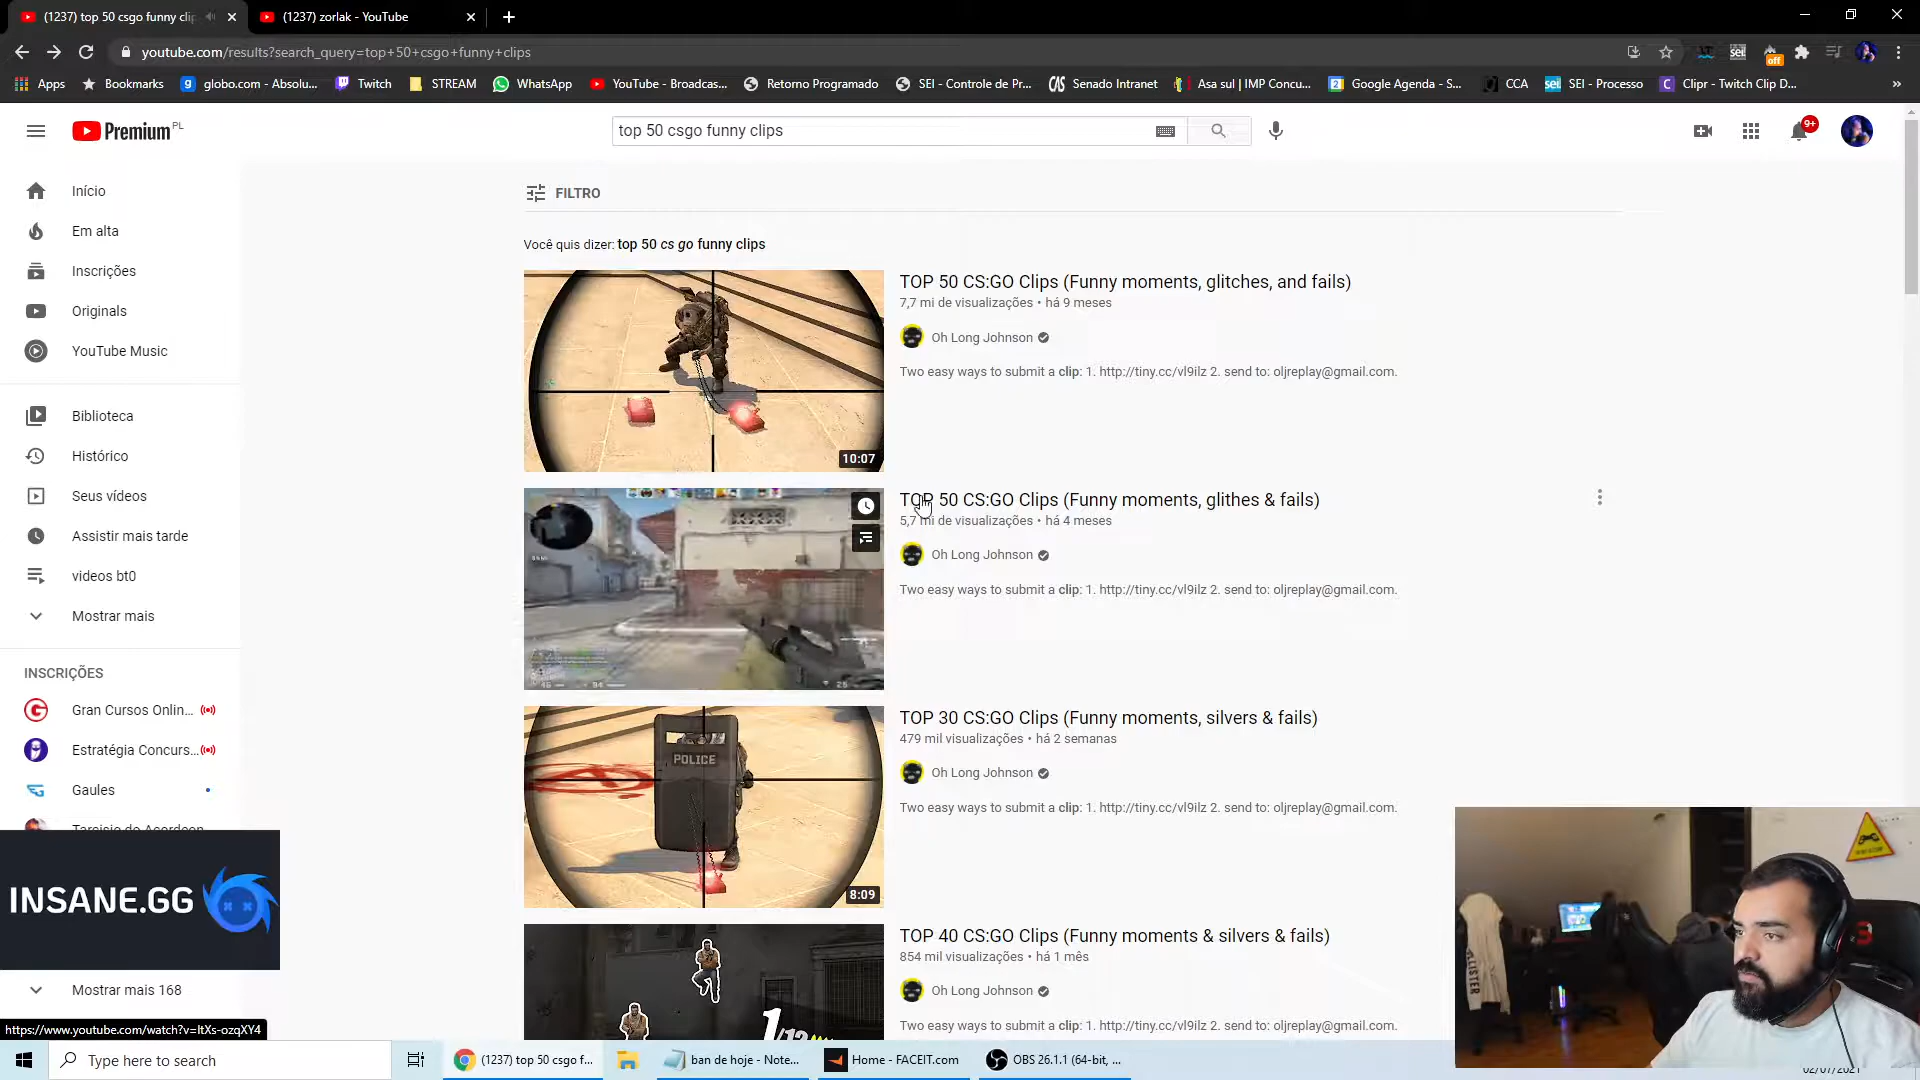 (1237) top 50 csgo funny clip
(1237) zorlak - YouTube
youtube.com/results?search_query=top+50+csgo+funny+clips
off
Apps
Bookmarks
globo.com - Absolu...
Twitch
STREAM
WhatsApp
YouTube - Broadcas...
Retorno Programado
SEI - Controle de Pr...
Senado Intranet
Asa sul | IMP Concu...
Google Agenda - S...
CCA
SEI - Processo
Clipr - Twitch Clip D...
Premium PL
top 50 csgo funny clips
9+
Início
Em alta
Inscrições
Originals
YouTube Music
Biblioteca
Histórico
Seus vídeos
Assistir mais tarde
videos bt0
Mostrar mais
INSCRIÇÕES
Gran Cursos Onlin...
Estratégia Concurs...
Gaules
Tarcisio do Acordeon
INSANE.GG
Mostrar mais 168
https://www.youtube.com/watch?v=ItXs-ozqXY4
FILTRO
Você quis dizer: top 50 cs go funny clips
10:07
TOP 50 CS:GO Clips (Funny moments, glitches, and fails)
7,7 mi de visualizações • há 9 meses
Oh Long Johnson
Two easy ways to submit a clip: 1. http://tiny.cc/vl9ilz 2. send to: oljreplay@gmail.com.
TOP 50 CS:GO Clips (Funny moments, glithes & fails)
5,7 mi de visualizações • há 4 meses
Oh Long Johnson
Two easy ways to submit a clip: 1. http://tiny.cc/vl9ilz 2. send to: oljreplay@gmail.com.
POLICE
8:09
TOP 30 CS:GO Clips (Funny moments, silvers & fails)
479 mil visualizações • há 2 semanas
Oh Long Johnson
Two easy ways to submit a clip: 1. http://tiny.cc/vl9ilz 2. send to: oljreplay@gmail.com.
TOP 40 CS:GO Clips (Funny moments & silvers & fails)
854 mil visualizações • há 1 mês
Oh Long Johnson
Two easy ways to submit a clip: 1. http://tiny.cc/vl9ilz 2. send to: oljreplay@gmail.com.
Type here to search
(1237) top 50 csgo f...
ban de hoje - Note...
Home - FACEIT.com
OBS 26.1.1 (64-bit, ...
02/07/2021